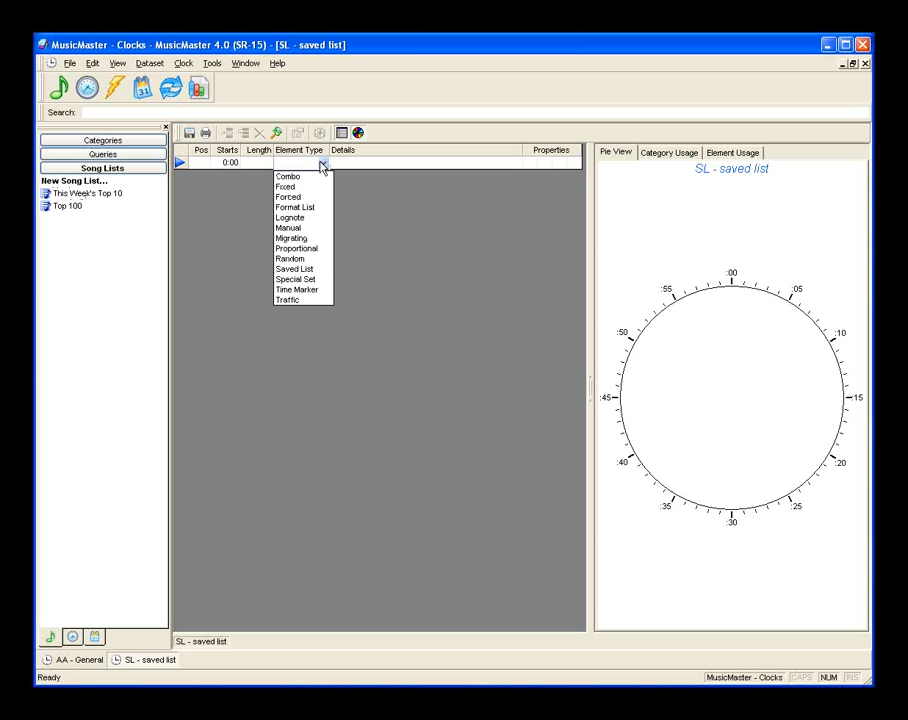 MusicMaster - Clocks - MusicMaster 4.0 (SR-15) - [SL - saved list]
File Edit View Dataset Clock Tools Window Help
31
Search:
Categories
Queries
Song Lists
New Song List...
This Week's Top 10
Top 100
Pos Starts Length Element Type Details Properties
0:00
Combo
Fixed
Forced
Format List
Lognote
Manual
Migrating
Proportional
Random
Saved List
Special Set
Time Marker
Traffic
Pie View Category Usage Element Usage
SL - saved list
:00
:05
:10
:15
:20
:25
:30
:35
:40
:45
:50
:55
SL - saved list
AA - General SL - saved list
Ready MusicMaster - Clocks CAPS NUM INS